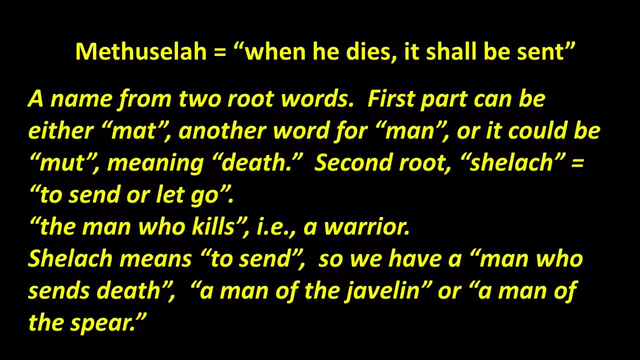 Methuselah = “when he dies, it shall be sent”
A name from two root words.  First part can be
either “mat”, another word for “man”, or it could be
“mut”, meaning “death.”  Second root, “shelach” =
“to send or let go”.
“the man who kills”, i.e., a warrior.
Shelach means “to send”,  so we have a “man who
sends death”,  “a man of the javelin” or “a man of
the spear.”